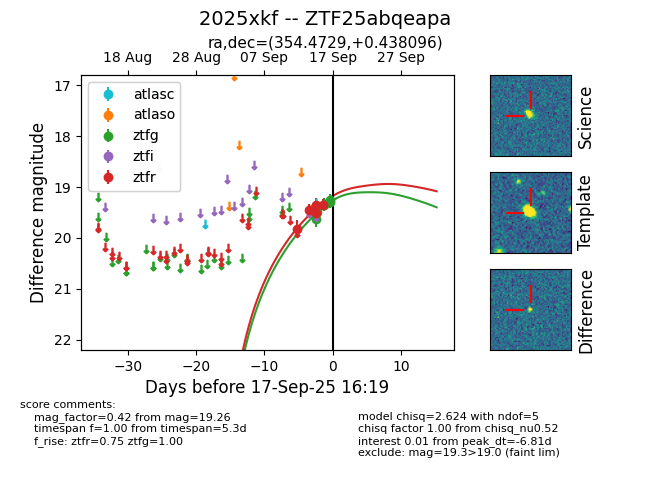 2025xkf -- ZTF25abqeapa
ra,dec=(354.4729,+0.438096)
18 Aug 28 Aug 07 Sep 17 Sep 27 Sep
atlasc
atlaso
ztfg
ztfi
ztfr
17
18
19
20
21
22
Difference magnitude
−30 −20 −10 0 10
Days before 17-Sep-25 16:19
Science
Template
Difference
score comments:
mag_factor=0.42 from mag=19.26
timespan f=1.00 from timespan=5.3d
f_rise: ztfr=0.75 ztfg=1.00
model chisq=2.624 with ndof=5
chisq factor 1.00 from chisq_nu0.52
interest 0.01 from peak_dt=-6.81d
exclude: mag=19.3>19.0 (faint lim)